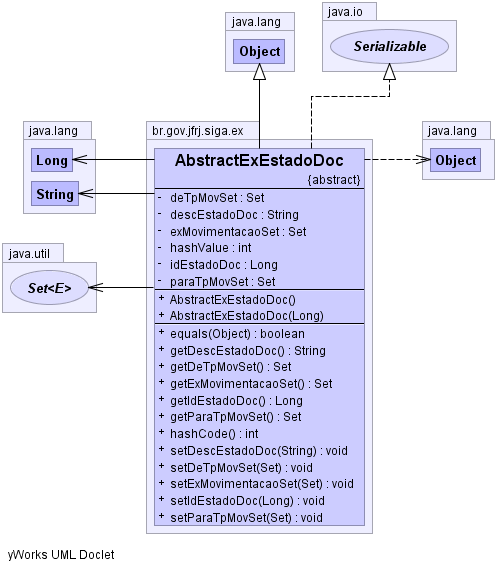 java.lang
Object
java.io
Serializable
java.lang
Long
String
java.util
Set<E>
java.lang
Object
br.gov.jfrj.siga.ex
AbstractExEstadoDoc
{abstract}
- deTpMovSet : Set
- descEstadoDoc : String
- exMovimentacaoSet : Set
- hashValue : int
- idEstadoDoc : Long
- paraTpMovSet : Set
+ AbstractExEstadoDoc()
+ AbstractExEstadoDoc(Long)
+ equals(Object) : boolean
+ getDescEstadoDoc() : String
+ getDeTpMovSet() : Set
+ getExMovimentacaoSet() : Set
+ getIdEstadoDoc() : Long
+ getParaTpMovSet() : Set
+ hashCode() : int
+ setDescEstadoDoc(String) : void
+ setDeTpMovSet(Set) : void
+ setExMovimentacaoSet(Set) : void
+ setIdEstadoDoc(Long) : void
+ setParaTpMovSet(Set) : void
yWorks UML Doclet